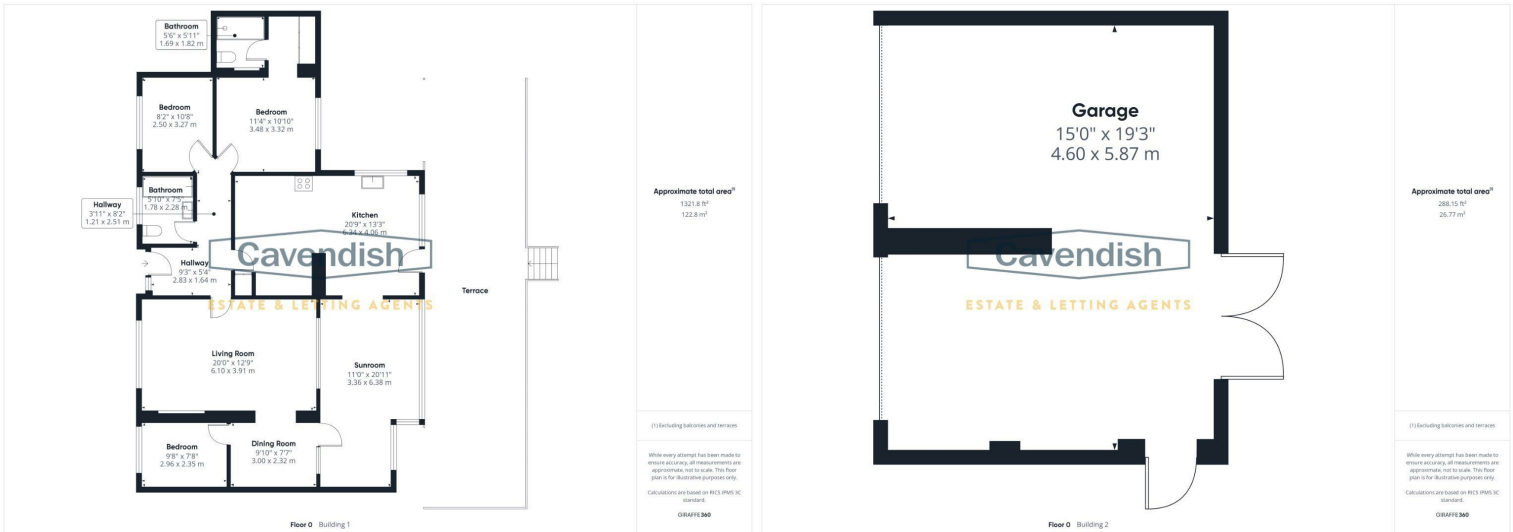 Bathroom
5'6" x 5'11"
1.69 x 1.82 m
Bedroom
8'2" x 10'8"
2.50 x 3.27 m
Bedroom
11'4" x 10'10"
3.48 x 3.32 m
Bathroom
5'10" x 7'5"
1.78 x 2.28 m
Hallway
3'11" x 8'2"
1.21 x 2.51 m
Kitchen
20'9" x 13'3"
6.34 x 4.06 m
Hallway
9'3" x 5'4"
2.83 x 1.64 m
Cavendish
ESTATE & LETTING AGENTS
Terrace
Living Room
20'0" x 12'9"
6.10 x 3.91 m
Sunroom
11'0" x 20'11"
3.36 x 6.38 m
Bedroom
9'8" x 7'8"
2.96 x 2.35 m
Dining Room
9'10" x 7'7"
3.00 x 2.32 m
Floor 0 Building 1
Approximate total area⁽¹⁾
1321.8 ft²
122.8 m²
(1) Excluding balconies and terraces
While every attempt has been made to
ensure accuracy, all measurements are
approximate, not to scale. This floor
plan is for illustrative purposes only.
Calculations are based on RICS IPMS 3C
standard.
GIRAFFE360
Garage
15'0" x 19'3"
4.60 x 5.87 m
Cavendish
ESTATE & LETTING AGENTS
Floor 0 Building 2
Approximate total area⁽¹⁾
288.15 ft²
26.77 m²
(1) Excluding balconies and terraces
While every attempt has been made to
ensure accuracy, all measurements are
approximate, not to scale. This floor
plan is for illustrative purposes only.
Calculations are based on RICS IPMS 3C
standard.
GIRAFFE360